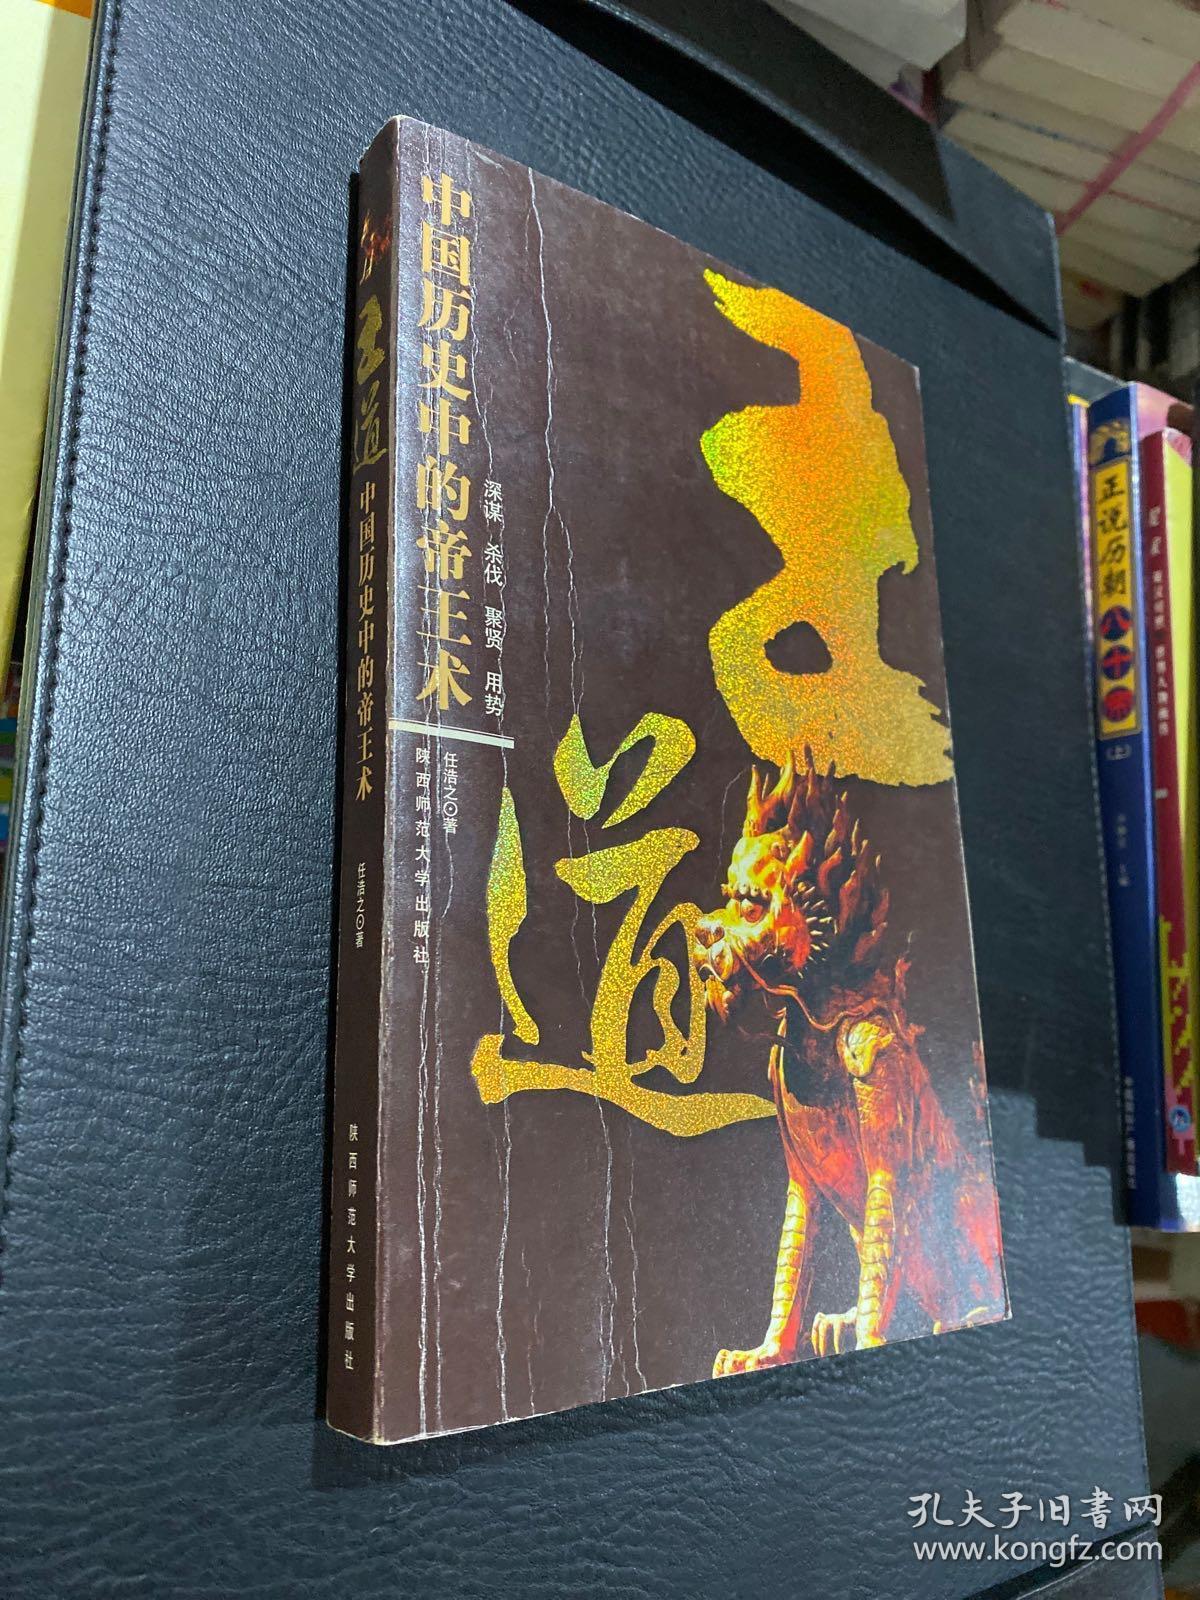 中国历史中的帝王术
深谋 杀伐 聚贤 用势
任浩之⊙著
陕西师范大学出版社
王道
王道
中国历史中的帝王术
任浩之⊙著
陕西师范大学出版社
正说历朝八十帝
(上)
孔夫子旧書网
www.kongfz.com